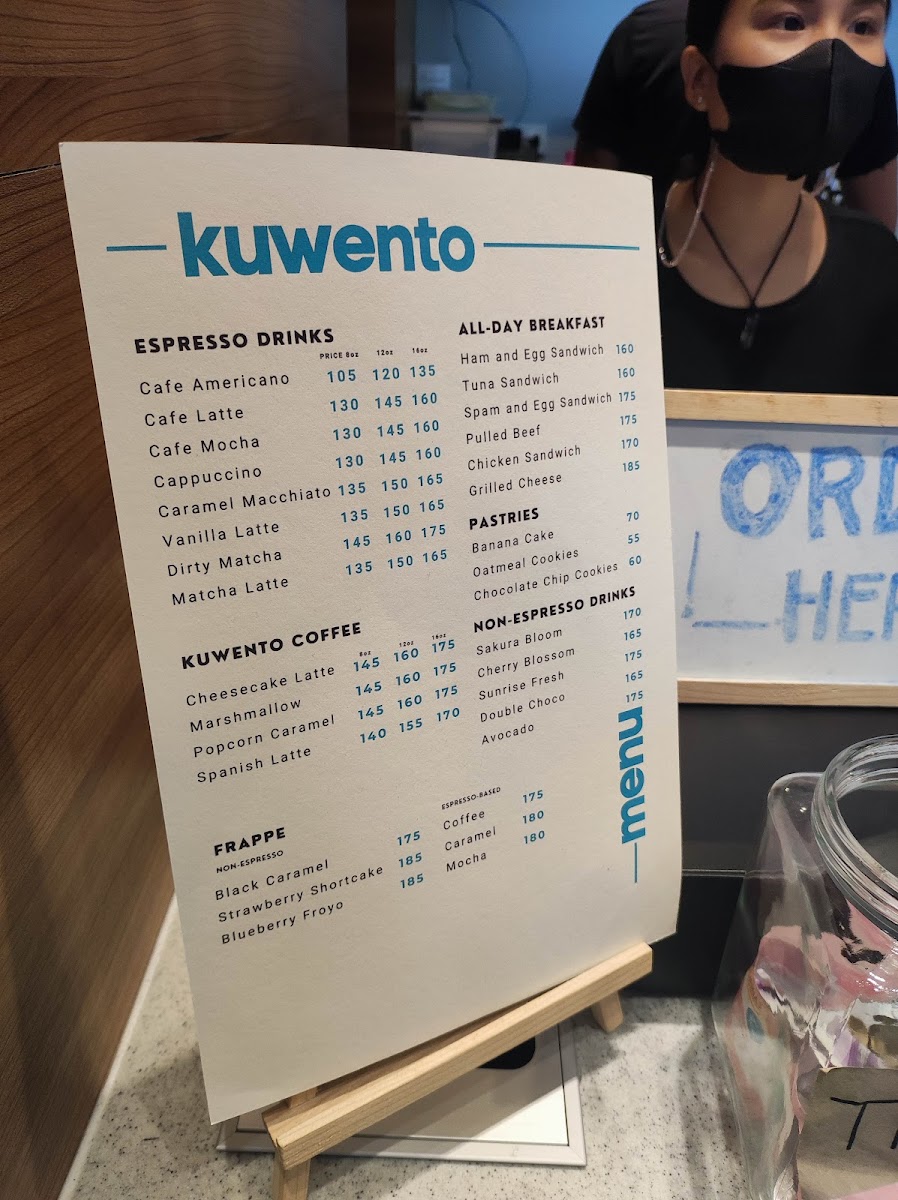 kuwento
ESPRESSO DRINKS
PRICE 8oz 12oz 16oz
Cafe Americano 105 120 135
Cafe Latte 130 145 160
Cafe Mocha 130 145 160
Cappuccino 130 145 160
Caramel Macchiato 135 150 165
Vanilla Latte 135 150 165
Dirty Matcha 145 160 175
Matcha Latte 135 150 165
KUWENTO COFFEE
8oz 12oz 16oz
Cheesecake Latte 145 160 175
Marshmallow 145 160 175
Popcorn Caramel 145 160 175
Spanish Latte 140 155 170
FRAPPE
NON-ESPRESSO
Black Caramel 175
Strawberry Shortcake 185
Blueberry Froyo 185
ESPRESSO-BASED
Coffee 175
Caramel 180
Mocha 180
ALL-DAY BREAKFAST
Ham and Egg Sandwich 160
Tuna Sandwich 160
Spam and Egg Sandwich 175
Pulled Beef 175
Chicken Sandwich 170
Grilled Cheese 185
PASTRIES
Banana Cake 70
Oatmeal Cookies 55
Chocolate Chip Cookies 60
NON-ESPRESSO DRINKS
Sakura Bloom 170
Cherry Blossom 165
Sunrise Fresh 175
Double Choco 165
Avocado 175
menu